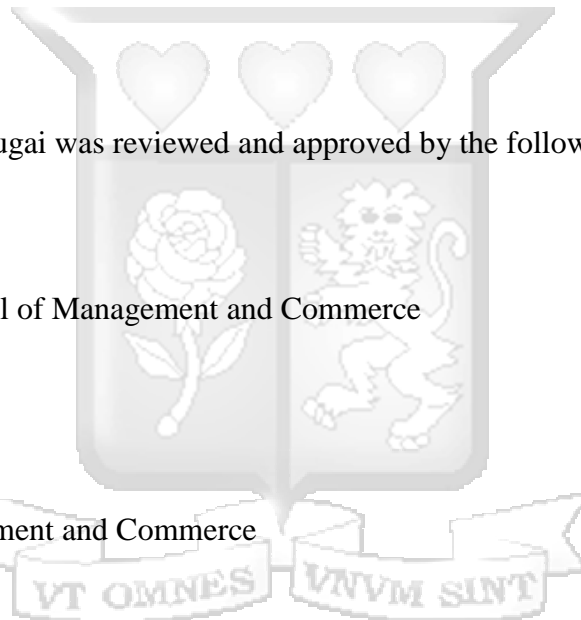 ugai was reviewed and approved by the follow
l of Management and Commerce
ment and Commerce
VT OMNES VNVM SINT